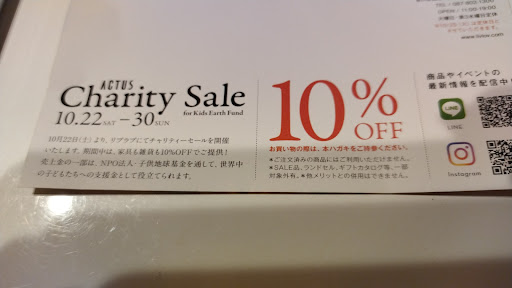 OPEN / 11:00-19:00
商品やイベントの
最新情報を配信中
ACTUS
Charity Sale
for Kids Earth Fund
10.22 SAT – 30 SUN
10%
OFF
10月22日(土)より、リブラブにてチャリティーセールを開催
いたします。期間中は、家具も雑貨も10%OFFでご提供!
売上金の一部は、NPO法人・子供地球基金を通して、世界中
の子どもたちへの支援金として役立てられます。
お買い物の際は、本ハガキをご持参ください。
*ご注文済みの商品にはご利用いただけません。
*SALE品、ランドセル、ギフトカタログ等、一部
対象外有。*他メリットとの併用はできません。
LINE
Instagram